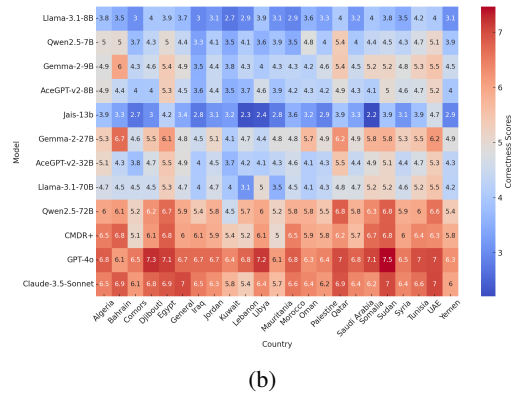 Llama-3.1-8B -3.8 3.5 3 4 3.9 3.7 3 3.1 2.7 2.9 3.9 3.1 2.9 3.6 3.3 4 3.2 4 3.8 3.5 4.2 4 3.1
Qwen2.5-7B - 5 5 3.7 4.3 5 4 3.3 4.1 3.5 4.1 3.6 3.9 3.5 4.8 4 5.4 4 4.4 4.5 4.4 4.7 5.1 3.9
Gemma-2-9B -4.9 6 4.3 4.6 5.4 4.9 3.5 4.4 3.8 4.3 4 4.3 4.3 5.3 4.2 5.2 4.4 5.2 5.5 4.8 5.3 5.5 4.5
AceGPT-v2-8B -5.2 4.4 4 4.2 4.9 4.4 4 4.1 3.5 3.7 4.6 3.9 4.2 4.3 4.2 4.9 4.3 4.7 5.2 4.5 4.7 4.4 4
Jais-13b -3.9 3.3 2.7 3 4.2 3.4 2.8 3.1 3.2 2.3 2.4 2.8 3.6 3.2 2.9 3.9 3.3 2.2 3.9 3.1 3.9 4.7 2.9
Gemma-2-27B -5.1 6.7 4.6 5.5 6.1 4.8 4.5 5.1 4.1 4.7 4.4 4.8 4.8 5.7 4.9 6.2 4.9 5.8 5.8 5.3 5.5 6.2 4.9
AceGPT-v2-32B -5.1 4.3 3.8 4.7 5.5 4.9 4 4.5 3.7 4.2 4.1 4.3 4.1 4.6 4.2 5.5 4.4 4.9 5.1 4.4 4.7 5.3 4.3
Llama-3.1-70B -4.7 4.5 4.5 4.5 5.3 4.7 4 4.7 3.1 5 3.5 4.5 4.1 4.7 4.3 4.8 4.7 5.2 5.2 4.6 5.7 5.2 4.2
Qwen2.5-72B - 6 6.1 5.2 6.2 6.7 5.9 5.4 5.8 4.5 5.7 6 5.2 5.8 5.8 5.5 6.8 5.8 6.3 6.8 5.9 6 6.6 5.4
CMDR+ -6.5 6.8 5.1 6.1 6.8 6 6.1 5.9 5.4 5.2 6.1 5 6.5 5.9 5.8 6.2 5.7 6.7 6.8 6 6.4 6.3 5.8
GPT-4o -6.8 6.1 6.5 7.3 7.1 6.7 6.7 6.7 6.4 6.8 7.2 6.1 6.4 6.8 6.4 7 6.8 7.1 7.5 6.5 7 7 6.3
Claude-3.5-Sonnet -6.5 6.9 6.1 6.8 6.9 7 6.5 6.3 5.8 5.4 6.4 5.7 6.6 6.4 6.2 6.9 6.4 6.7 7 6.6 6.6 7 6
Algeria Bahrain Comors Djibouti Egypt General Iraq Jordan Kuwait Lebanon Libya Mauritania Morocco Oman Palestine Qatar Saudi Arabia Somalia Sudan Syria Tunisia UAE Yemen
Country
Model
7
6
5
4
3
Correctness Scores
(b)